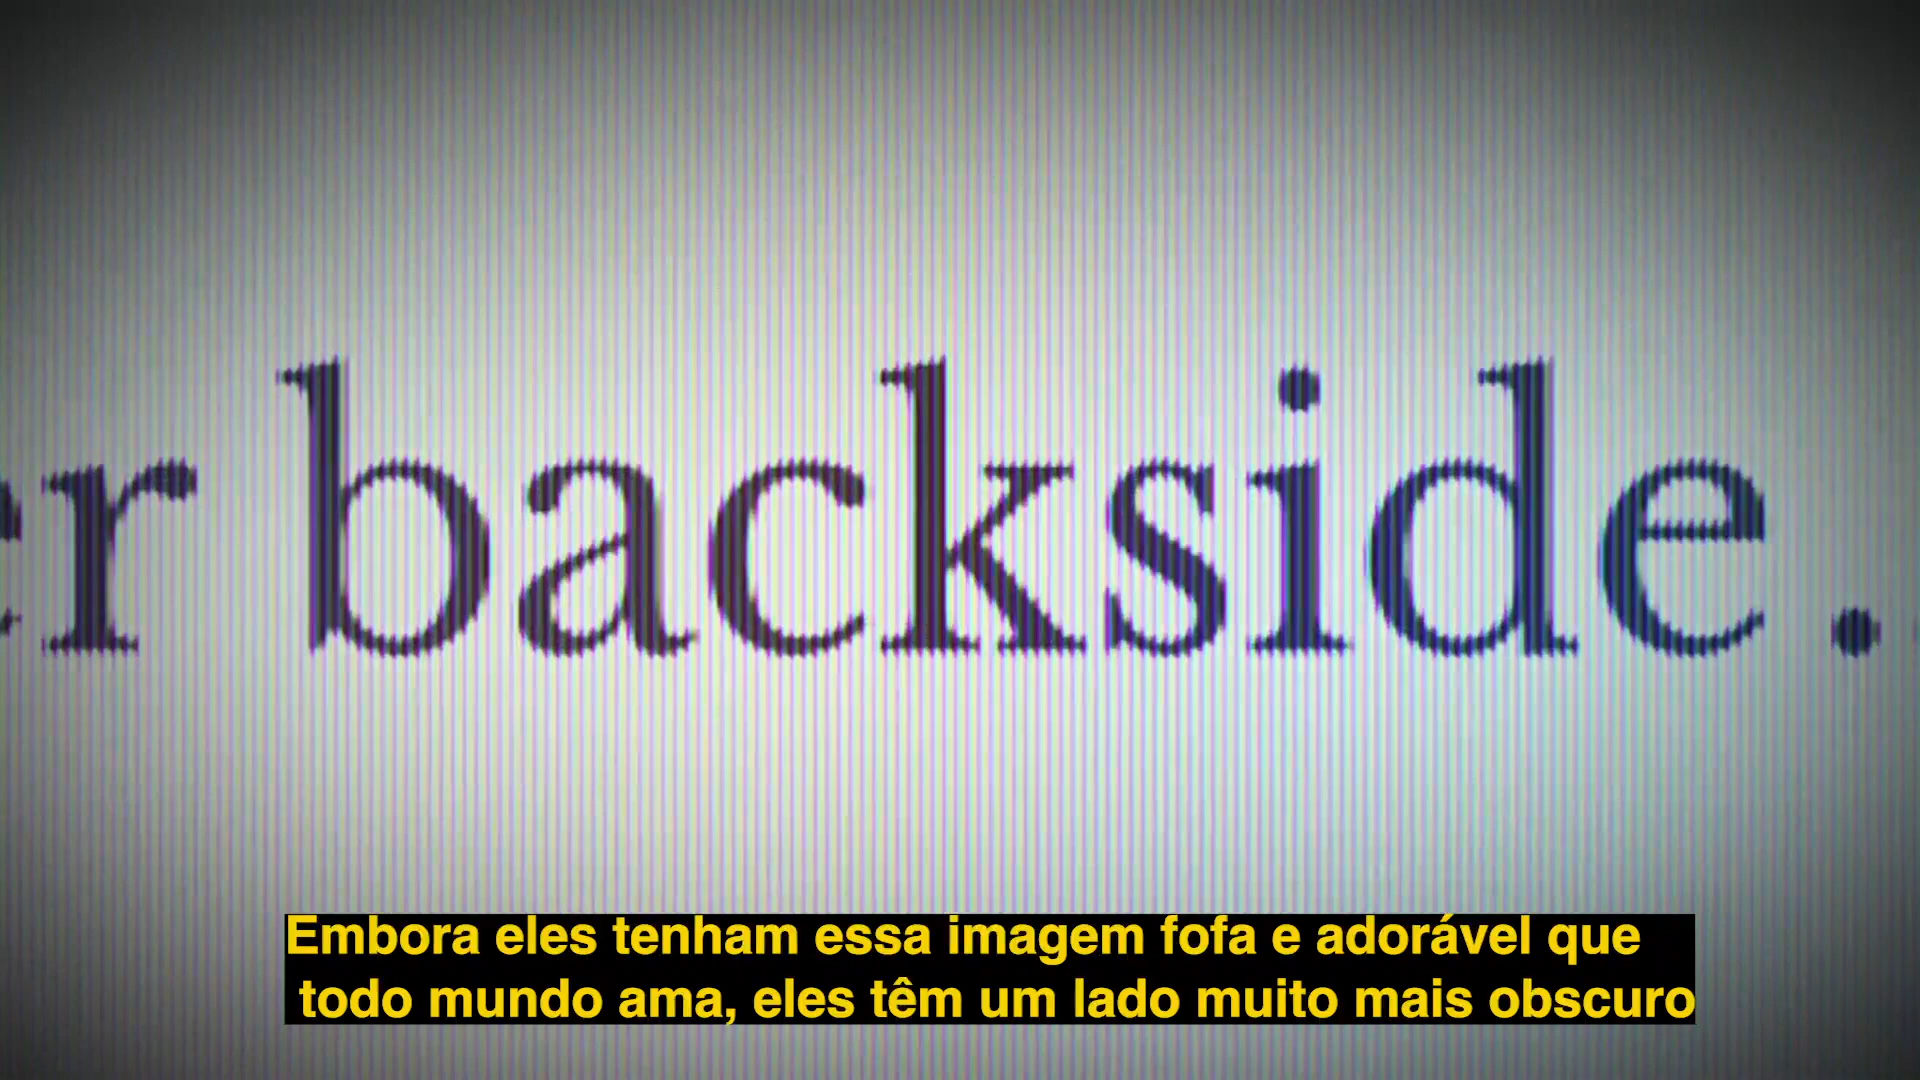 er backside.
Embora eles tenham essa imagem fofa e adorável que
todo mundo ama, eles têm um lado muito mais obscuro